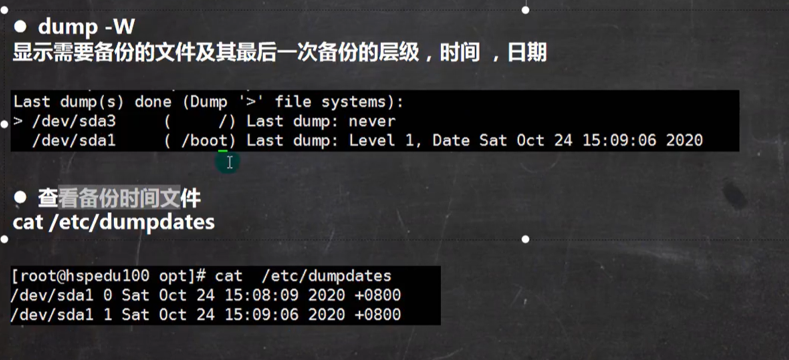 ● dump -W
显示需要备份的文件及其最后一次备份的层级，时间 ，日期
Last dump(s) done (Dump '>' file systems):
> /dev/sda3     (      /) Last dump: never
  /dev/sda1     ( /boot) Last dump: Level 1, Date Sat Oct 24 15:09:06 2020
● 查看备份时间文件
cat /etc/dumpdates
[root@hspedu100 opt]# cat  /etc/dumpdates
/dev/sda1 0 Sat Oct 24 15:08:09 2020 +0800
/dev/sda1 1 Sat Oct 24 15:09:06 2020 +0800